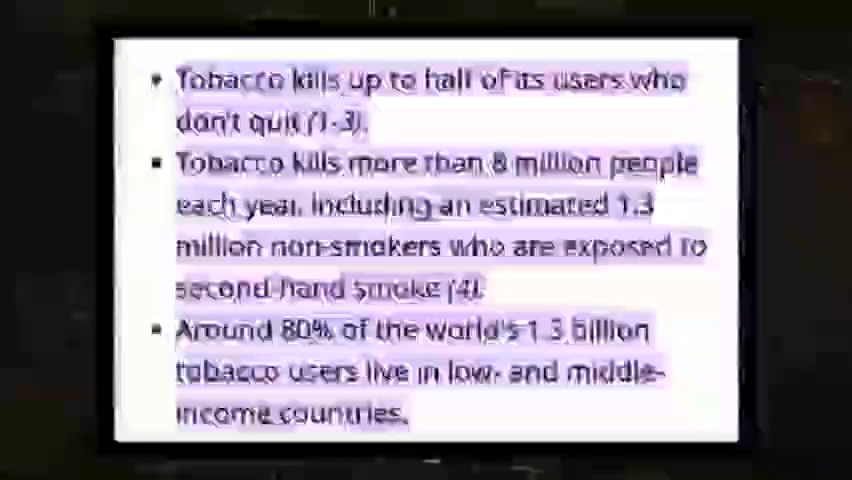 • Tobacco kills up to half of its users who
don't quit (1-3).
• Tobacco kills more than 8 million people
each year, including an estimated 1.3
million non-smokers who are exposed to
second-hand smoke (4).
• Around 80% of the world's 1.3 billion
tobacco users live in low- and middle-
income countries.